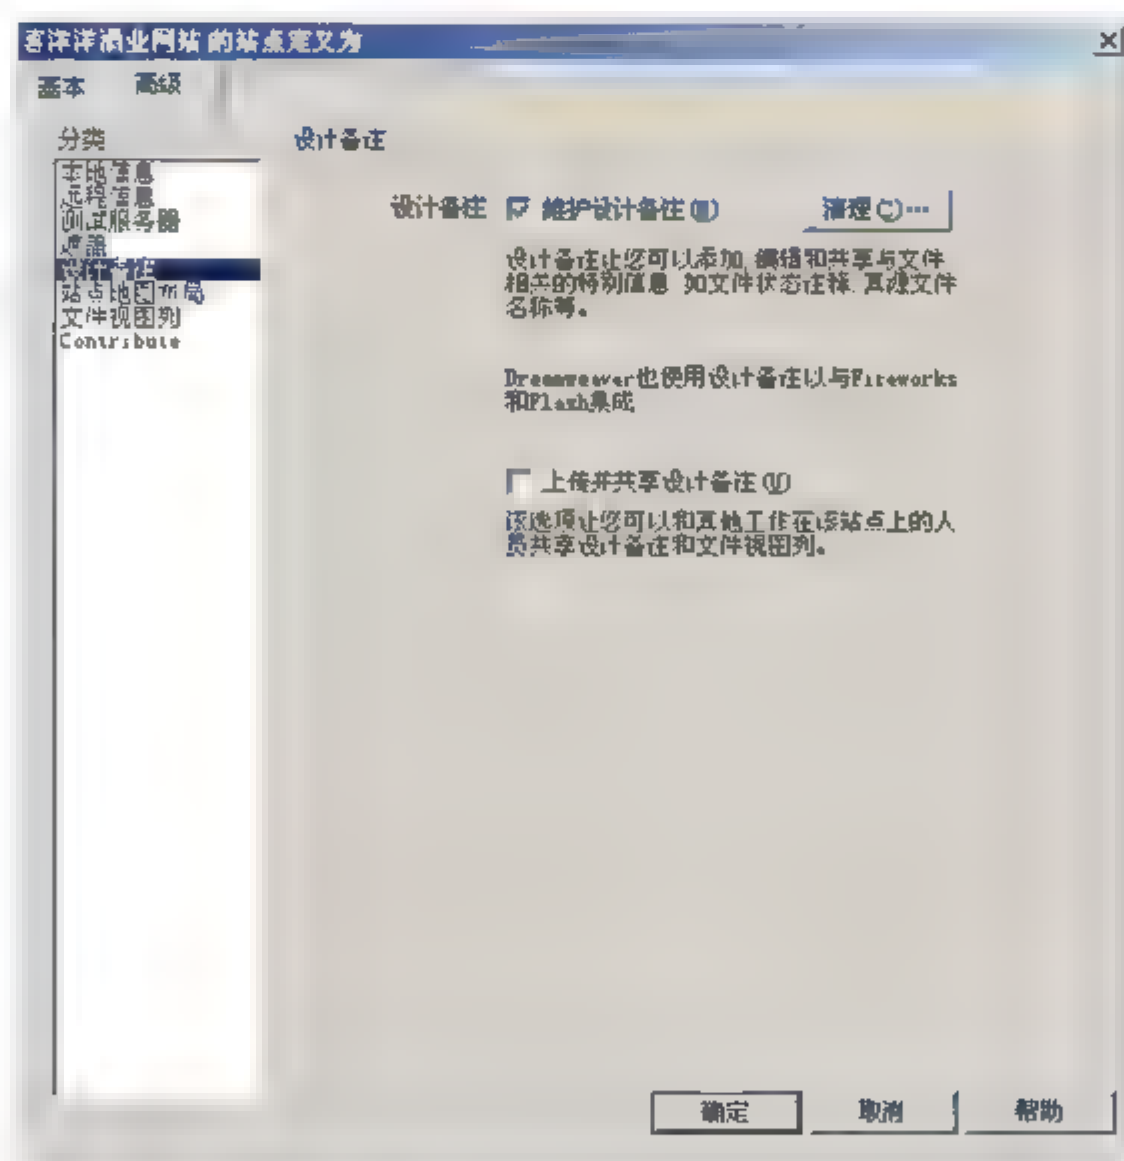 喜洋洋酒业网站 的站点定义为
基本 高级
分类
设计备注
本地信息
远程信息
测试服务器
遮盖
设计备注
站点地图布局
文件视图列
Contribute
设计备注
维护设计备注(M)
清理(C)...
设计备注让您可以添加、编辑和共享与文件
相关的特别信息，如文件状态注释、真源文件
名称等。
Dreamweaver也使用设计备注以与Fireworks
和Flash集成。
上传并共享设计备注(U)
该选项让您可以和其他工作在该站点上的人
员共享设计备注和文件视图列。
确定 取消 帮助